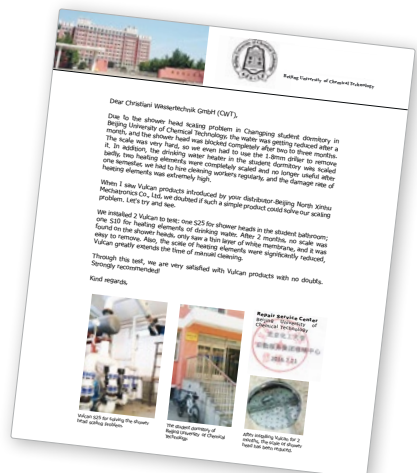 Beijing University of Chemical Technology
Dear Christiani Wassertechnik GmbH (CWT),
Due to the shower head scaling problem in Changping student dormitory in
Beijing University of Chemical Technology, the water was getting reduced after a
month, and the shower head was blocked completely after two to three months.
The scale was very hard, so we even had to use the 1.8mm driller to remove
it. In addition, the drinking water heater in the student dormitory was scaled
badly, two heating elements were completely scaled and no longer useful after
one semester, we had to hire cleaning workers regularly, and the damage rate of
heating elements was extremely high.
When I saw Vulcan products introduced by your distributor-Beijing North Xinhu
Mechatronics Co., Ltd, we doubted if such a simple product could solve our scaling
problem. Let's try and see.
We installed 2 Vulcan to test: one S25 for shower heads in the student bathroom;
one S10 for heating elements of drinking water. After 2 months, no scale was
found on the shower heads, only saw a thin layer of white membrane, and it was
easy to remove. Also, the scale of heating elements were significantly reduced,
Vulcan greatly extends the time of manual cleaning.
Through this test, we are very satisfied with Vulcan products with no doubts.
Strongly recommended!
Kind regards,
Repair Service Center
Beijing University of
Chemical Technology
Vulcan S25 for solving the shower
head scaling problem
The student dormitory of
Beijing University of Chemical
Technology
After installing Vulcan for 2
months, the scale of shower
head has been reduced.